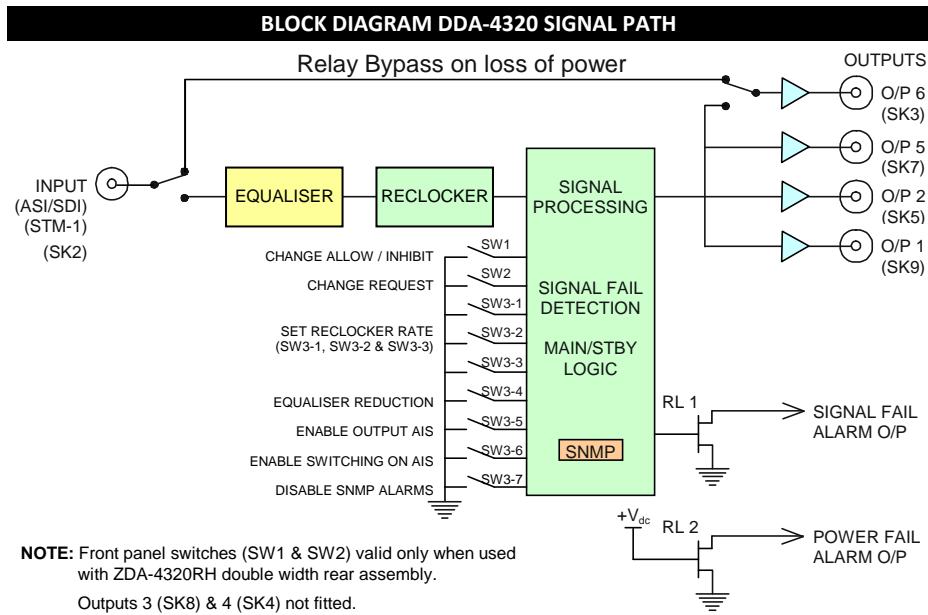 BLOCK DIAGRAM DDA-4320 SIGNAL PATH
Relay Bypass on loss of power
OUTPUTS
O/P 6
(SK3)
O/P 5
(SK7)
O/P 2
(SK5)
O/P 1
(SK9)
INPUT
(ASI/SDI)
(STM-1)
(SK2)
EQUALISER
RECLOCKER
SIGNAL
PROCESSING
SIGNAL FAIL
DETECTION
MAIN/STBY
LOGIC
SNMP
CHANGE ALLOW / INHIBIT
SW1
CHANGE REQUEST
SW2
SW3-1
SET RECLOCKER RATE
(SW3-1, SW3-2 & SW3-3)
SW3-2
SW3-3
EQUALISER REDUCTION
SW3-4
ENABLE OUTPUT AIS
SW3-5
ENABLE SWITCHING ON AIS
SW3-6
DISABLE SNMP ALARMS
SW3-7
RL 1
SIGNAL FAIL
ALARM O/P
+Vdc
RL 2
POWER FAIL
ALARM O/P
NOTE: Front panel switches (SW1 & SW2) valid only when used
with ZDA-4320RH double width rear assembly.
Outputs 3 (SK8) & 4 (SK4) not fitted.